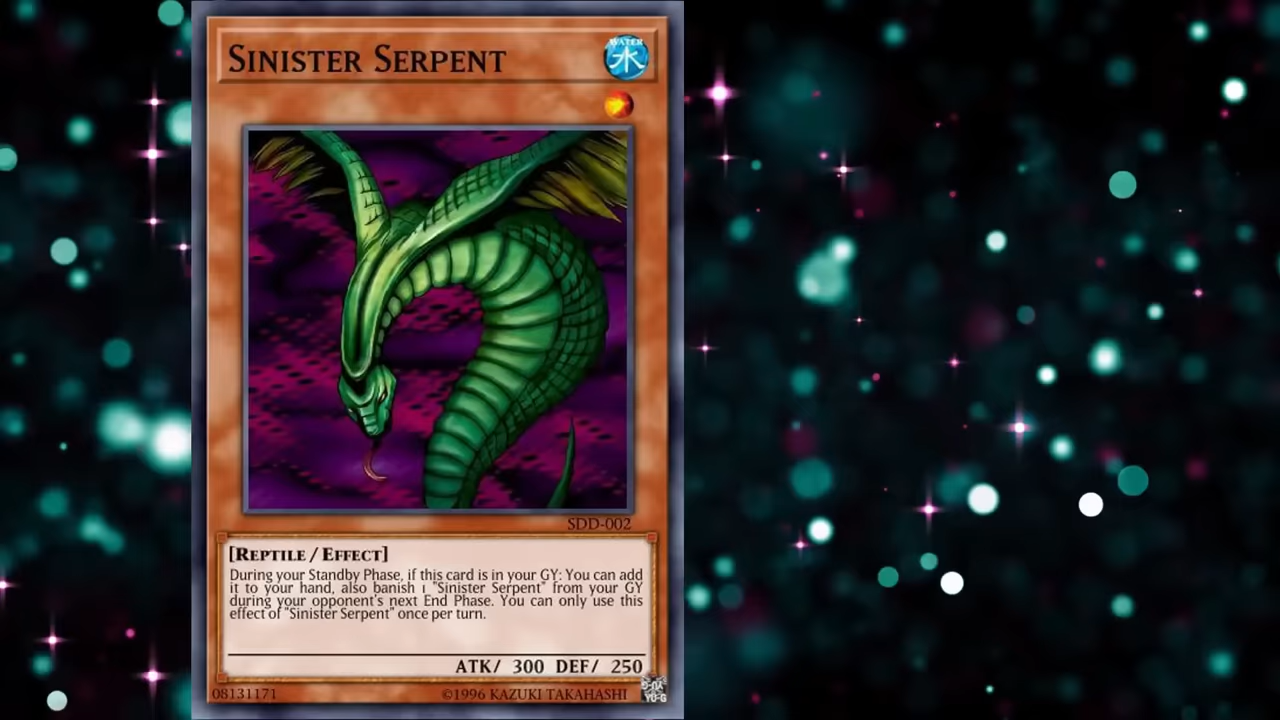 SINISTER SERPENT
WATER
水
SDD-002
[REPTILE / EFFECT]
During your Standby Phase, if this card is in your GY: You can add
it to your hand, also banish 1 "Sinister Serpent" from your GY
during your opponent's next End Phase. You can only use this
effect of "Sinister Serpent" once per turn.
ATK/ 300 DEF/ 250
08131171
©1996 KAZUKI TAKAHASHI